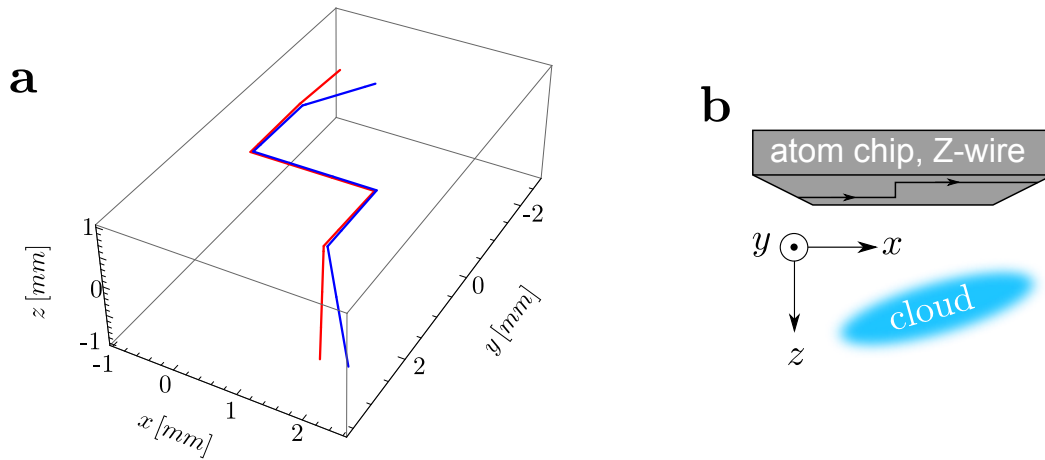 a
z [mm]
1
0
-1
-1
0
1
2
x [mm]
-2
0
2
y [mm]
b
atom chip, Z-wire
y
x
z
cloud